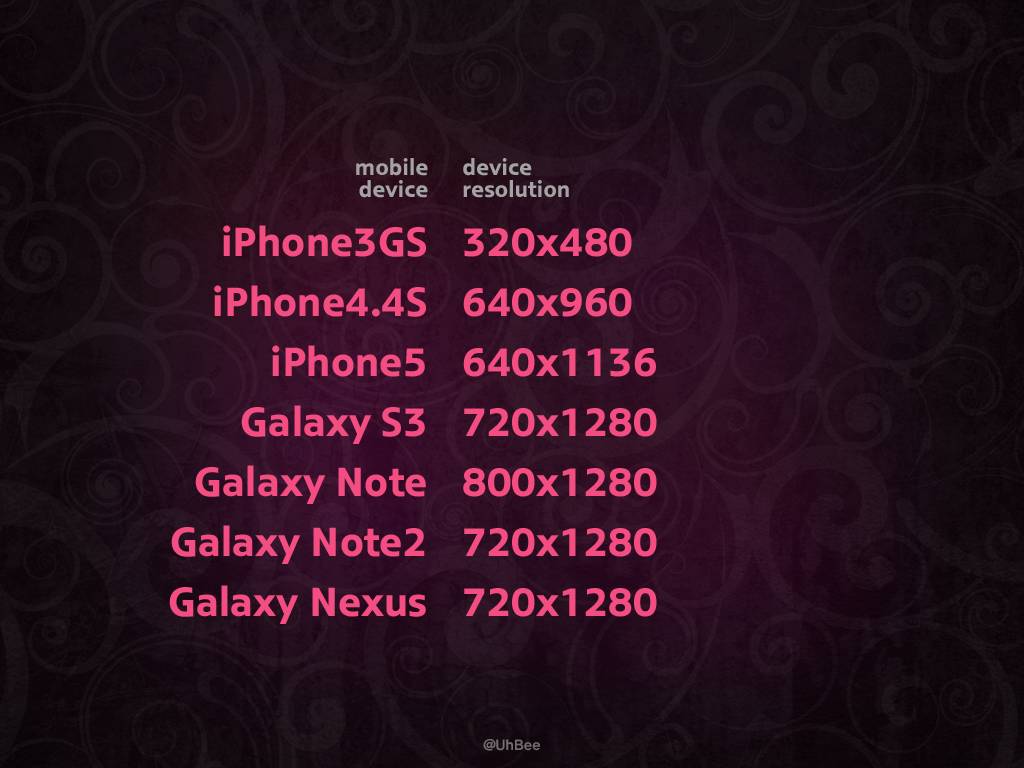 mobile device
device resolution
iPhone3GS 320x480
iPhone4.4S 640x960
iPhone5 640x1136
Galaxy S3 720x1280
Galaxy Note 800x1280
Galaxy Note2 720x1280
Galaxy Nexus 720x1280
@UhBee